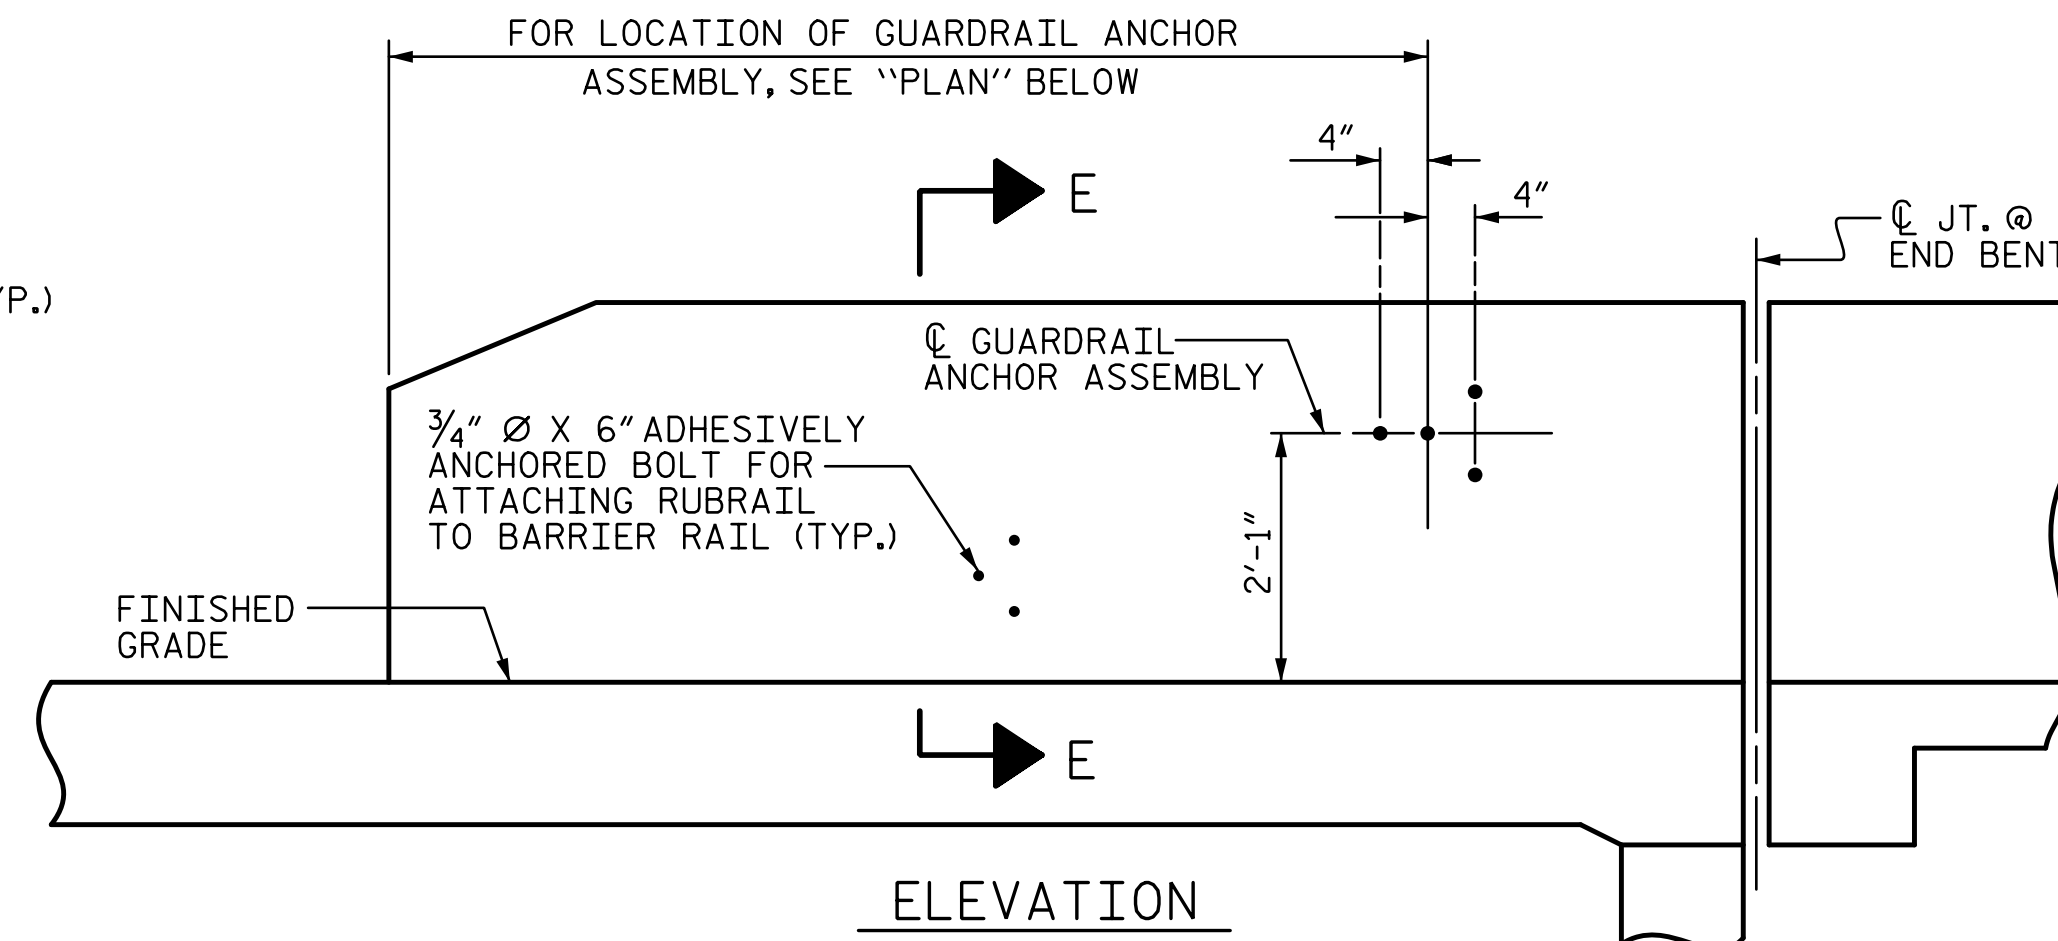 FOR LOCATION OF GUARDRAIL ANCHOR
ASSEMBLY, SEE "PLAN" BELOW
4"
E
4"
℄ JT. @
END BENT
YP.)
℄ GUARDRAIL
ANCHOR ASSEMBLY
3/4" Ø X 6" ADHESIVELY
ANCHORED BOLT FOR
ATTACHING RUBRAIL
TO BARRIER RAIL (TYP.)
2'-1"
FINISHED
GRADE
E
ELEVATION